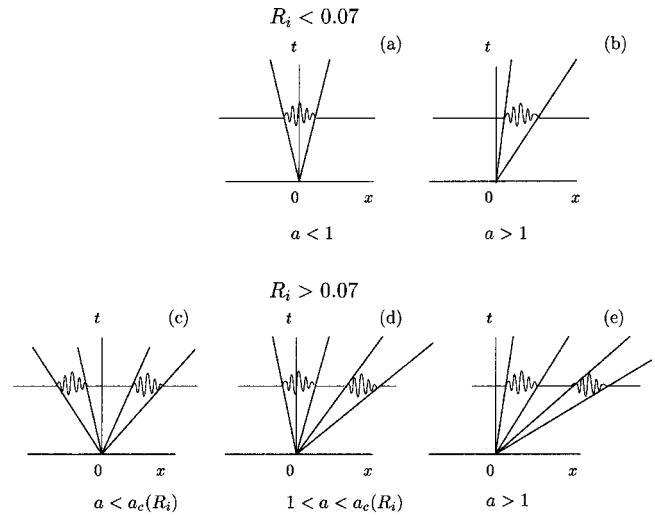 R_i < 0.07
t (a) t (b)
0 x 0 x
a < 1 a > 1
R_i > 0.07
t (c) t (d) t (e)
0 x 0 x 0 x
a < a_c(R_i) 1 < a < a_c(R_i) a > 1